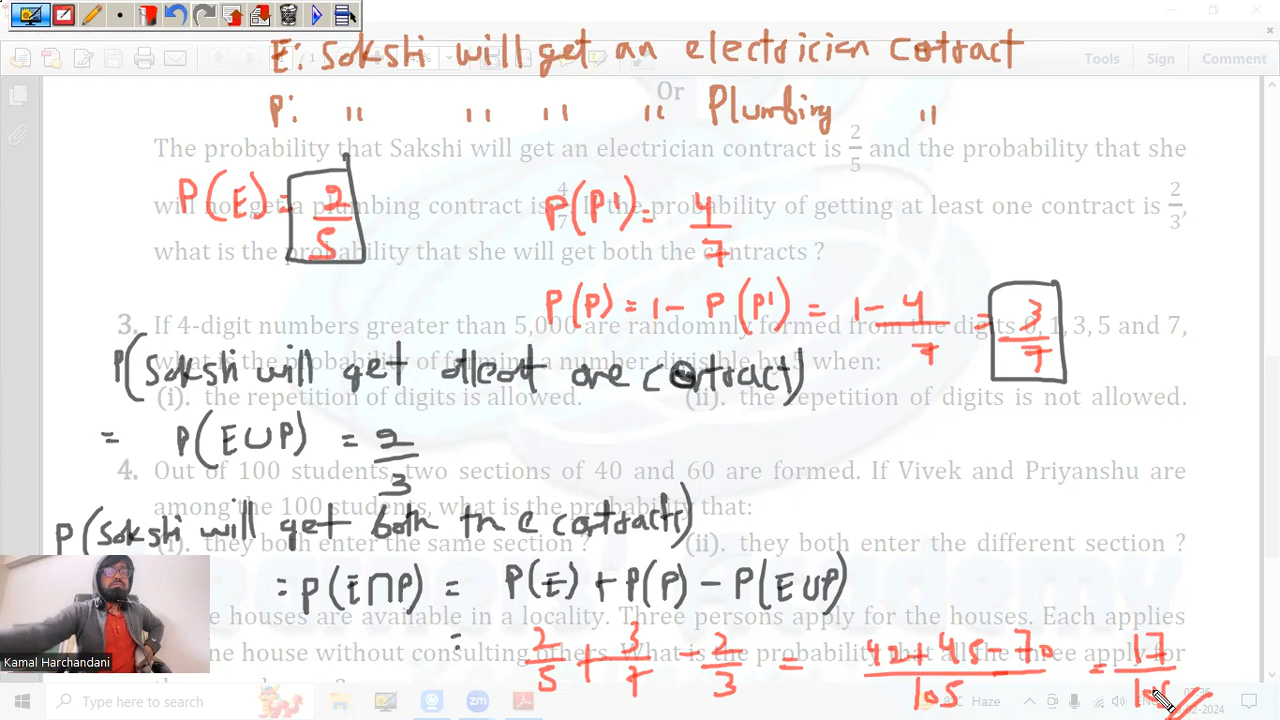 E: Sakshi will get an electrician cotract
Tools Sign Comment
Or
P: " " " " Plumbing "
The probability that Sakshi will get an electrician contract is 2/5 and the probability that she
P(E) = 2/5
P(P') = 4/7
will not get a plumbing contract is 4/7. If the probability of getting at least one contract is 2/3,
what is the probability that she will get both the contracts ?
P(P) = 1 - P(P') = 1 - 4/7 = 3/7
3. If 4-digit numbers greater than 5,000 are randomnly formed from the digits 0, 1, 3, 5 and 7,
what is the probability of forming a number divisible by 5 when:
P(Sakshi will get atleast one contract)
(i). the repetition of digits is allowed. (ii). the repetition of digits is not allowed.
= P(E∪P) = 2/3
4. Out of 100 students, two sections of 40 and 60 are formed. If Vivek and Priyanshu are
among the 100 students, what is the probability that:
P(Sakshi will get both the contracts)
(i). they both enter the same section ? (ii). they both enter the different section ?
= P(E∩P) = P(E) + P(P) - P(E∪P)
houses are available in a locality. Three persons apply for the houses. Each applies
= 2/5 + 3/7 - 2/3 = 42+45-70/105 = 17/105
one house without consulting others. What is the probability that all the three apply for
Kamal Harchandani
Type here to search
Haze